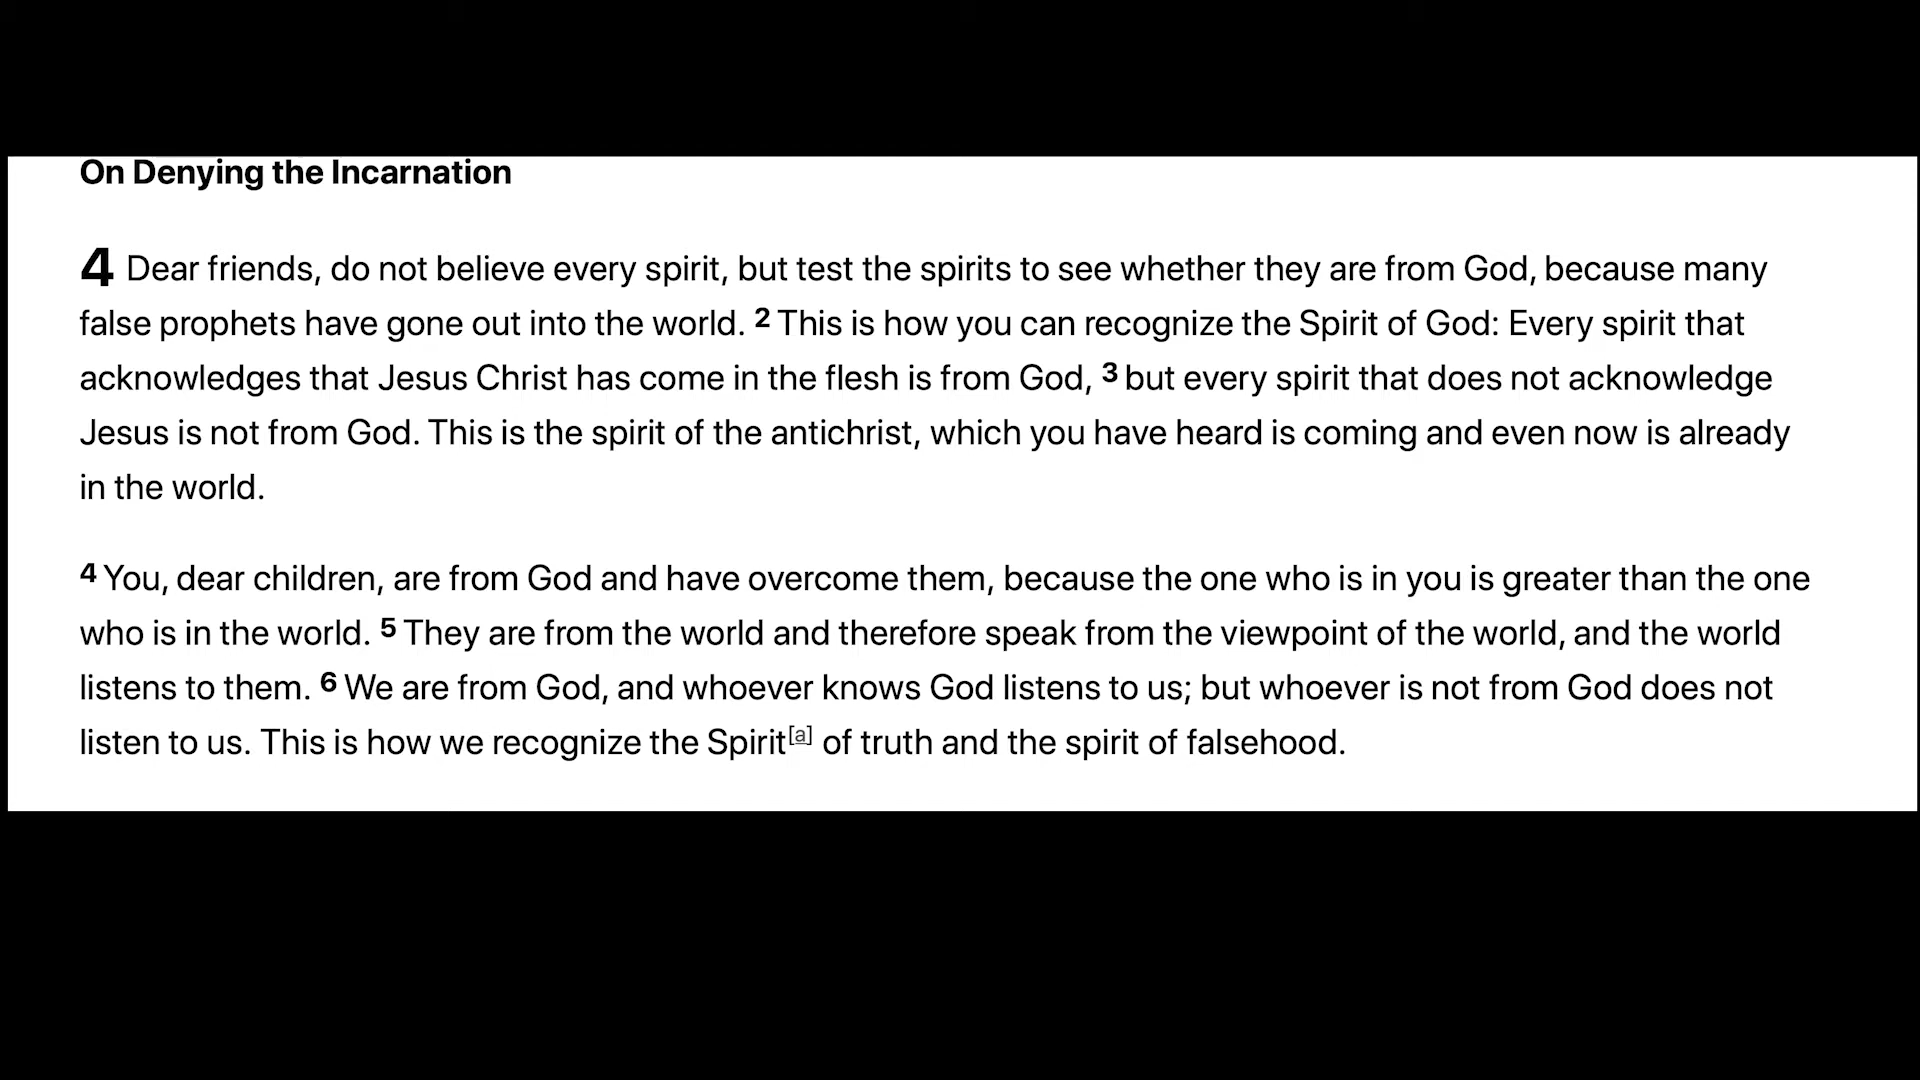 On Denying the Incarnation
4 Dear friends, do not believe every spirit, but test the spirits to see whether they are from God, because many
false prophets have gone out into the world. 2 This is how you can recognize the Spirit of God: Every spirit that
acknowledges that Jesus Christ has come in the flesh is from God, 3 but every spirit that does not acknowledge
Jesus is not from God. This is the spirit of the antichrist, which you have heard is coming and even now is already
in the world.
4 You, dear children, are from God and have overcome them, because the one who is in you is greater than the one
who is in the world. 5 They are from the world and therefore speak from the viewpoint of the world, and the world
listens to them. 6 We are from God, and whoever knows God listens to us; but whoever is not from God does not
listen to us. This is how we recognize the Spirit[a] of truth and the spirit of falsehood.